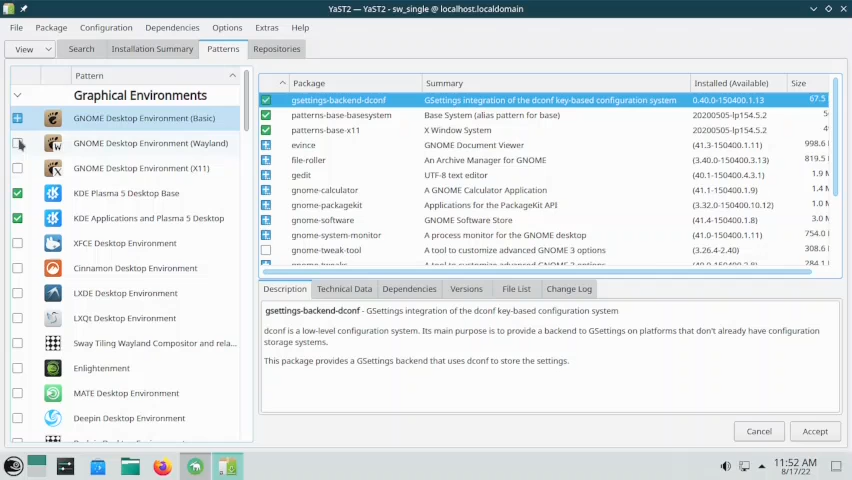 YaST2 — YaST2 - sw_single @ localhost.localdomain
File Package Configuration Dependencies Options Extras Help
View Search Installation Summary Patterns Repositories
Pattern
Graphical Environments
GNOME Desktop Environment (Basic)
GNOME Desktop Environment (Wayland)
GNOME Desktop Environment (X11)
KDE Plasma 5 Desktop Base
KDE Applications and Plasma 5 Desktop
XFCE Desktop Environment
Cinnamon Desktop Environment
LXDE Desktop Environment
LXQt Desktop Environment
Sway Tiling Wayland Compositor and rela...
Enlightenment
MATE Desktop Environment
Deepin Desktop Environment
Package Summary Installed (Available) Size
gsettings-backend-dconf GSettings integration of the dconf key-based configuration system 0.40.0-150400.1.13 67.5
patterns-base-basesystem Base System (alias pattern for base) 20200505-lp154.5.2
patterns-base-x11 X Window System 20200505-lp154.5.2
evince GNOME Document Viewer (41.3-150400.1.11) 998.6
file-roller An Archive Manager for GNOME (3.40.0-150400.3.13) 819.5
gedit UTF-8 text editor (40.1-150400.4.3.1) 1.9 M
gnome-calculator A GNOME Calculator Application (41.1-150400.1.9) 1.4 M
gnome-packagekit Applications for the PackageKit API (3.32.0-150400.10.12) 1.0 M
gnome-software GNOME Software Store (41.4-150400.1.8) 3.0 M
gnome-system-monitor A process monitor for the GNOME desktop (41.0-150400.1.11) 754.0
gnome-tweak-tool A tool to customize advanced GNOME 3 options (3.26.4-2.40) 308.6
Description Technical Data Dependencies Versions File List Change Log
gsettings-backend-dconf - GSettings integration of the dconf key-based configuration system
dconf is a low-level configuration system. Its main purpose is to provide a backend to GSettings on platforms that don't already have configuration
storage systems.
This package provides a GSettings backend that uses dconf to store the settings.
Cancel Accept
11:52 AM
8/17/22